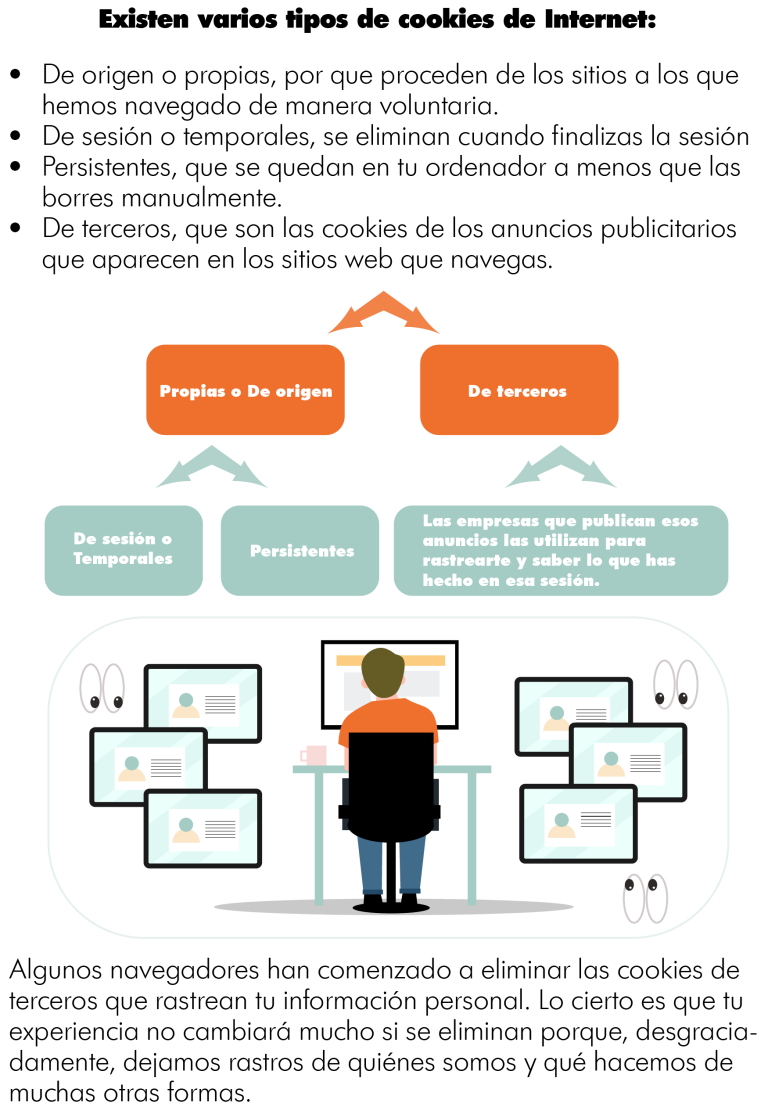 Existen varios tipos de cookies de Internet:
• De origen o propias, por que proceden de los sitios a los que
hemos navegado de manera voluntaria.
• De sesión o temporales, se eliminan cuando finalizas la sesión
• Persistentes, que se quedan en tu ordenador a menos que las
borres manualmente.
• De terceros, que son las cookies de los anuncios publicitarios
que aparecen en los sitios web que navegas.
Propias o De origen
De terceros
De sesión o
Temporales
Persistentes
Las empresas que publican esos
anuncios las utilizan para
rastrearte y saber lo que has
hecho en esa sesión.
Algunos navegadores han comenzado a eliminar las cookies de
terceros que rastrean tu información personal. Lo cierto es que tu
experiencia no cambiará mucho si se eliminan porque, desgracia-
damente, dejamos rastros de quiénes somos y qué hacemos de
muchas otras formas.